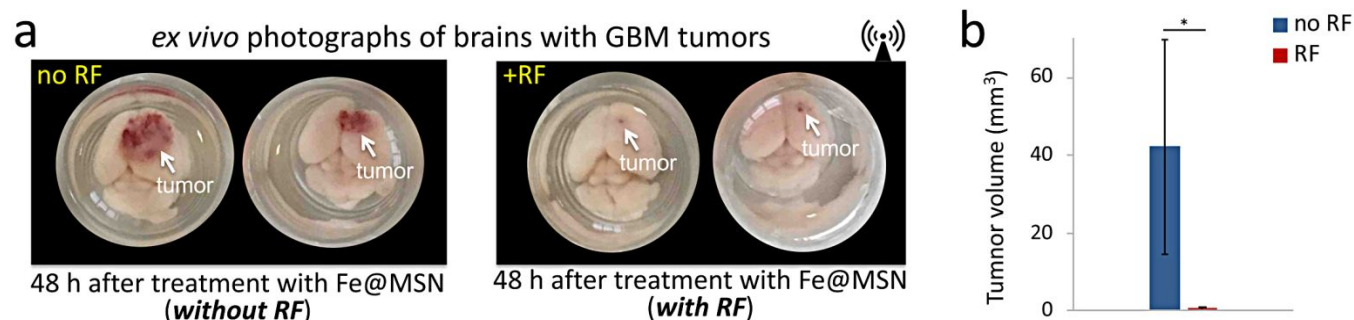 a
ex vivo photographs of brains with GBM tumors
no RF
tumor
tumor
48 h after treatment with Fe@MSN
(without RF)
+RF
tumor
tumor
48 h after treatment with Fe@MSN
(with RF)
b
no RF
RF
*
Tumnor volume (mm³)
60
40
20
0